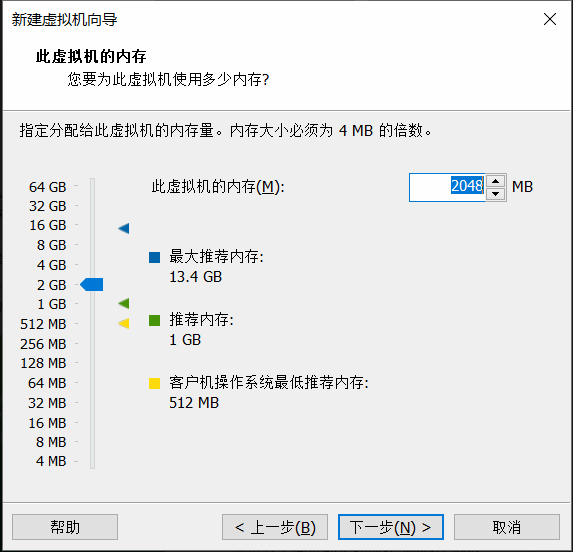 新建虚拟机向导
此虚拟机的内存
您要为此虚拟机使用多少内存?
指定分配给此虚拟机的内存量。内存大小必须为 4 MB 的倍数。
64 GB
32 GB
16 GB
8 GB
4 GB
2 GB
1 GB
512 MB
256 MB
128 MB
64 MB
32 MB
16 MB
8 MB
4 MB
此虚拟机的内存(M): 2048 MB
最大推荐内存:
13.4 GB
推荐内存:
1 GB
客户机操作系统最低推荐内存:
512 MB
帮助 < 上一步(B) 下一步(N) > 取消